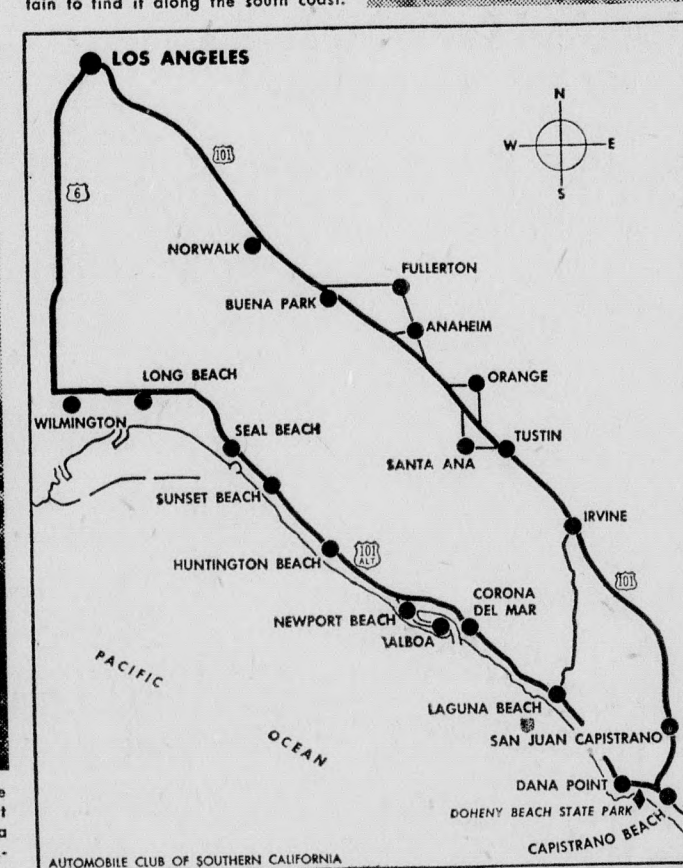 tain to find it along the south coast.
LOS ANGELES
N
W
E
S
101
6
NORWALK
FULLERTON
BUENA PARK
ANAHEIM
LONG BEACH
ORANGE
WILMINGTON
SEAL BEACH
TUSTIN
SANTA ANA
SUNSET BEACH
IRVINE
101
ALT
HUNTINGTON BEACH
101
CORONA
DEL MAR
NEWPORT BEACH
BALBOA
PACIFIC
OCEAN
LAGUNA BEACH
SAN JUAN CAPISTRANO
DANA POINT
DOHENY BEACH STATE PARK
CAPISTRANO BEACH
AUTOMOBILE CLUB OF SOUTHERN CALIFORNIA